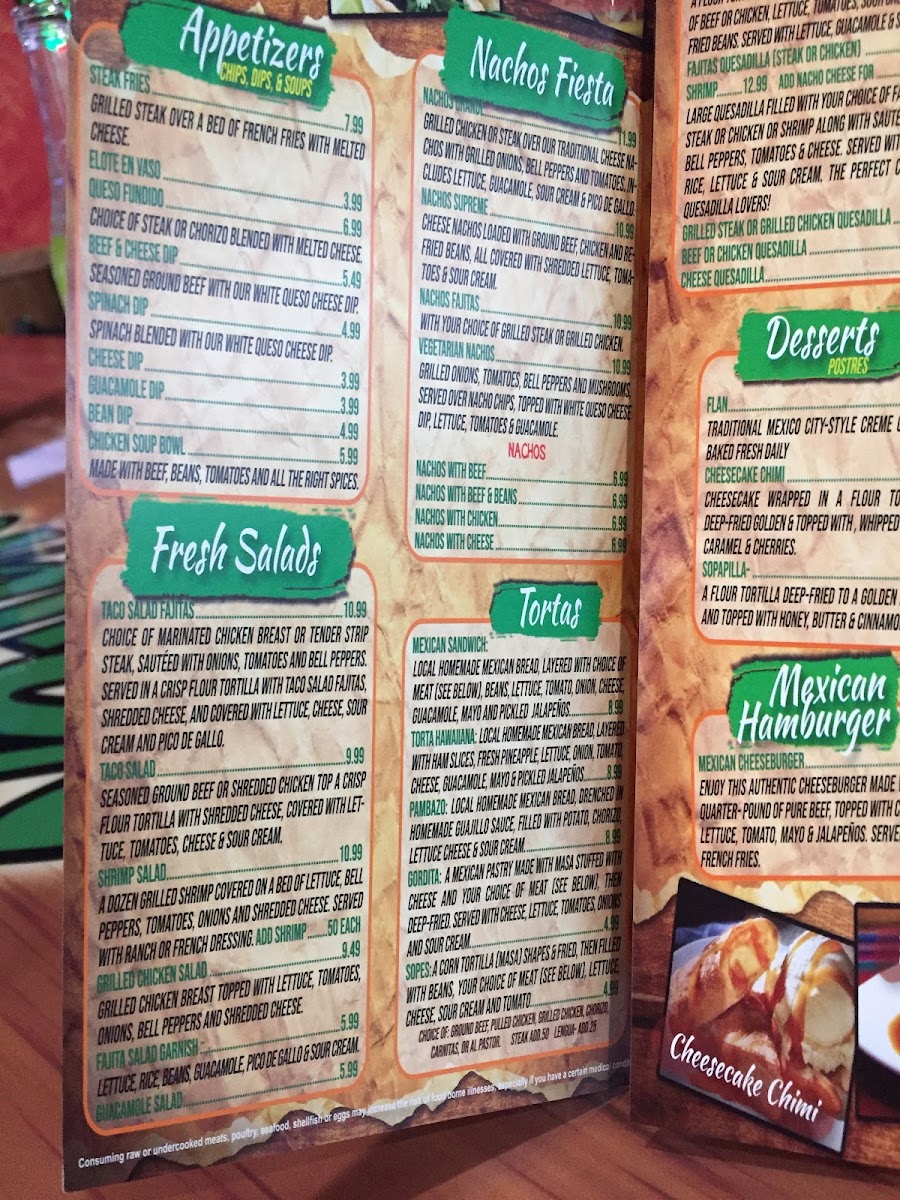 Appetizers
CHIPS, DIPS, & SOUPS
STEAK FRIES 7.99
GRILLED STEAK OVER A BED OF FRENCH FRIES WITH MELTED
CHEESE.
ELOTE EN VASO 3.99
QUESO FUNDIDO 6.99
CHOICE OF STEAK OR CHORIZO BLENDED WITH MELTED CHEESE.
BEEF & CHEESE DIP 5.49
SEASONED GROUND BEEF WITH OUR WHITE QUESO CHEESE DIP.
SPINACH DIP 4.99
SPINACH BLENDED WITH OUR WHITE QUESO CHEESE DIP.
CHEESE DIP 3.99
GUACAMOLE DIP 3.99
BEAN DIP 4.99
CHICKEN SOUP BOWL 5.99
MADE WITH BEEF, BEANS, TOMATOES AND ALL THE RIGHT SPICES.
Fresh Salads
TACO SALAD FAJITAS 10.99
CHOICE OF MARINATED CHICKEN BREAST OR TENDER STRIP
STEAK, SAUTÉED WITH ONIONS, TOMATOES AND BELL PEPPERS.
SERVED IN A CRISP FLOUR TORTILLA WITH TACO SALAD FAJITAS,
SHREDDED CHEESE, AND COVERED WITH LETTUCE, CHEESE, SOUR
CREAM AND PICO DE GALLO.
TACO SALAD 9.99
SEASONED GROUND BEEF OR SHREDDED CHICKEN TOP A CRISP
FLOUR TORTILLA WITH SHREDDED CHEESE, COVERED WITH LET-
TUCE, TOMATOES, CHEESE & SOUR CREAM.
SHRIMP SALAD 10.99
A DOZEN GRILLED SHRIMP COVERED ON A BED OF LETTUCE, BELL
PEPPERS, TOMATOES, ONIONS AND SHREDDED CHEESE. SERVED
WITH RANCH OR FRENCH DRESSING. ADD SHRIMP .50 EACH
GRILLED CHICKEN SALAD 9.49
GRILLED CHICKEN BREAST TOPPED WITH LETTUCE, TOMATOES,
ONIONS, BELL PEPPERS AND SHREDDED CHEESE.
FAJITA SALAD GARNISH 5.99
LETTUCE, RICE, BEANS, GUACAMOLE, PICO DE GALLO & SOUR CREAM.
GUACAMOLE SALAD 5.99
Nachos Fiesta
NACHOS GRANDE 11.99
GRILLED CHICKEN OR STEAK OVER OUR TRADITIONAL CHEESE NA-
CHOS WITH GRILLED ONIONS, BELL PEPPERS AND TOMATOES, IN-
CLUDES LETTUCE, GUACAMOLE, SOUR CREAM & PICO DE GALLO.
NACHOS SUPREME 10.99
CHEESE NACHOS LOADED WITH GROUND BEEF, CHICKEN AND RE-
FRIED BEANS, ALL COVERED WITH SHREDDED LETTUCE, TOMA-
TOES & SOUR CREAM.
NACHOS FAJITAS 10.99
WITH YOUR CHOICE OF GRILLED STEAK OR GRILLED CHICKEN.
VEGETARIAN NACHOS 10.99
GRILLED ONIONS, TOMATOES, BELL PEPPERS AND MUSHROOMS,
SERVED OVER NACHO CHIPS, TOPPED WITH WHITE QUESO CHEESE
DIP, LETTUCE, TOMATOES & GUACAMOLE.
NACHOS
NACHOS WITH BEEF 6.99
NACHOS WITH BEEF & BEANS 6.99
NACHOS WITH CHICKEN 6.99
NACHOS WITH CHEESE 6.99
Tortas
MEXICAN SANDWICH:
LOCAL HOMEMADE MEXICAN BREAD, LAYERED WITH CHOICE OF
MEAT (SEE BELOW), BEANS, LETTUCE, TOMATO, ONION, CHEESE,
GUACAMOLE, MAYO AND PICKLED JALAPEÑOS. 8.99
TORTA HAWAIIANA: LOCAL HOMEMADE MEXICAN BREAD, LAYERED
WITH HAM SLICES, FRESH PINEAPPLE, LETTUCE, ONION, TOMATO,
CHEESE, GUACAMOLE, MAYO & PICKLED JALAPEÑOS. 8.99
PAMBAZO: LOCAL HOMEMADE MEXICAN BREAD, DRENCHED IN
HOMEMADE GUAJILLO SAUCE, FILLED WITH POTATO, CHORIZO,
LETTUCE CHEESE & SOUR CREAM. 8.99
GORDITA: A MEXICAN PASTRY MADE WITH MASA STUFFED WITH
CHEESE AND YOUR CHOICE OF MEAT (SEE BELOW), THEN
DEEP-FRIED. SERVED WITH CHEESE, LETTUCE, TOMATOES, ONIONS
AND SOUR CREAM. 4.99
SOPES: A CORN TORTILLA (MASA) SHAPES & FRIED, THEN FILLED
WITH BEANS, YOUR CHOICE OF MEAT (SEE BELOW), LETTUCE,
CHEESE, SOUR CREAM AND TOMATO. 4.99
CHOICE OF: GROUND BEEF, PULLED CHICKEN, GRILLED CHICKEN, CHORIZO,
CARNITAS, OR AL PASTOR. STEAK ADD.50 LENGUA- ADD.25
Consuming raw or undercooked meats, poultry, seafood, shellfish or eggs may increase the risk of food borne illnesses, especially if you have a certain medical
OF BEEF OR CHICKEN, LETTUCE, TOMATOES, SOUR
FRIED BEANS. SERVED WITH LETTUCE, GUACAMOLE &
FAJITAS QUESADILLA (STEAK OR CHICKEN)
SHRIMP 12.99 ADD NACHO CHEESE FOR
LARGE QUESADILLA FILLED WITH YOUR CHOICE OF
STEAK OR CHICKEN OR SHRIMP ALONG WITH
BELL PEPPERS, TOMATOES & CHEESE. SERVED
RICE, LETTUCE & SOUR CREAM. THE PERFECT
QUESADILLA LOVERS!
GRILLED STEAK OR GRILLED CHICKEN QUESADILLA
BEEF OR CHICKEN QUESADILLA
CHEESE QUESADILLA
Desserts
POSTRES
FLAN
TRADITIONAL MEXICO CITY-STYLE CREME
BAKED FRESH DAILY
CHEESECAKE CHIMI
CHEESECAKE WRAPPED IN A FLOUR
DEEP-FRIED GOLDEN & TOPPED WITH, WHIPPED
CARAMEL & CHERRIES.
SOPAPILLA-
A FLOUR TORTILLA DEEP-FRIED TO A GOLDEN
AND TOPPED WITH HONEY, BUTTER &
Mexican
Hamburger
MEXICAN CHEESEBURGER
ENJOY THIS AUTHENTIC CHEESEBURGER MADE
QUARTER- POUND OF PURE BEEF, TOPPED WITH
LETTUCE, TOMATO, MAYO & JALAPEÑOS.
FRENCH FRIES.
Cheesecake Chimi